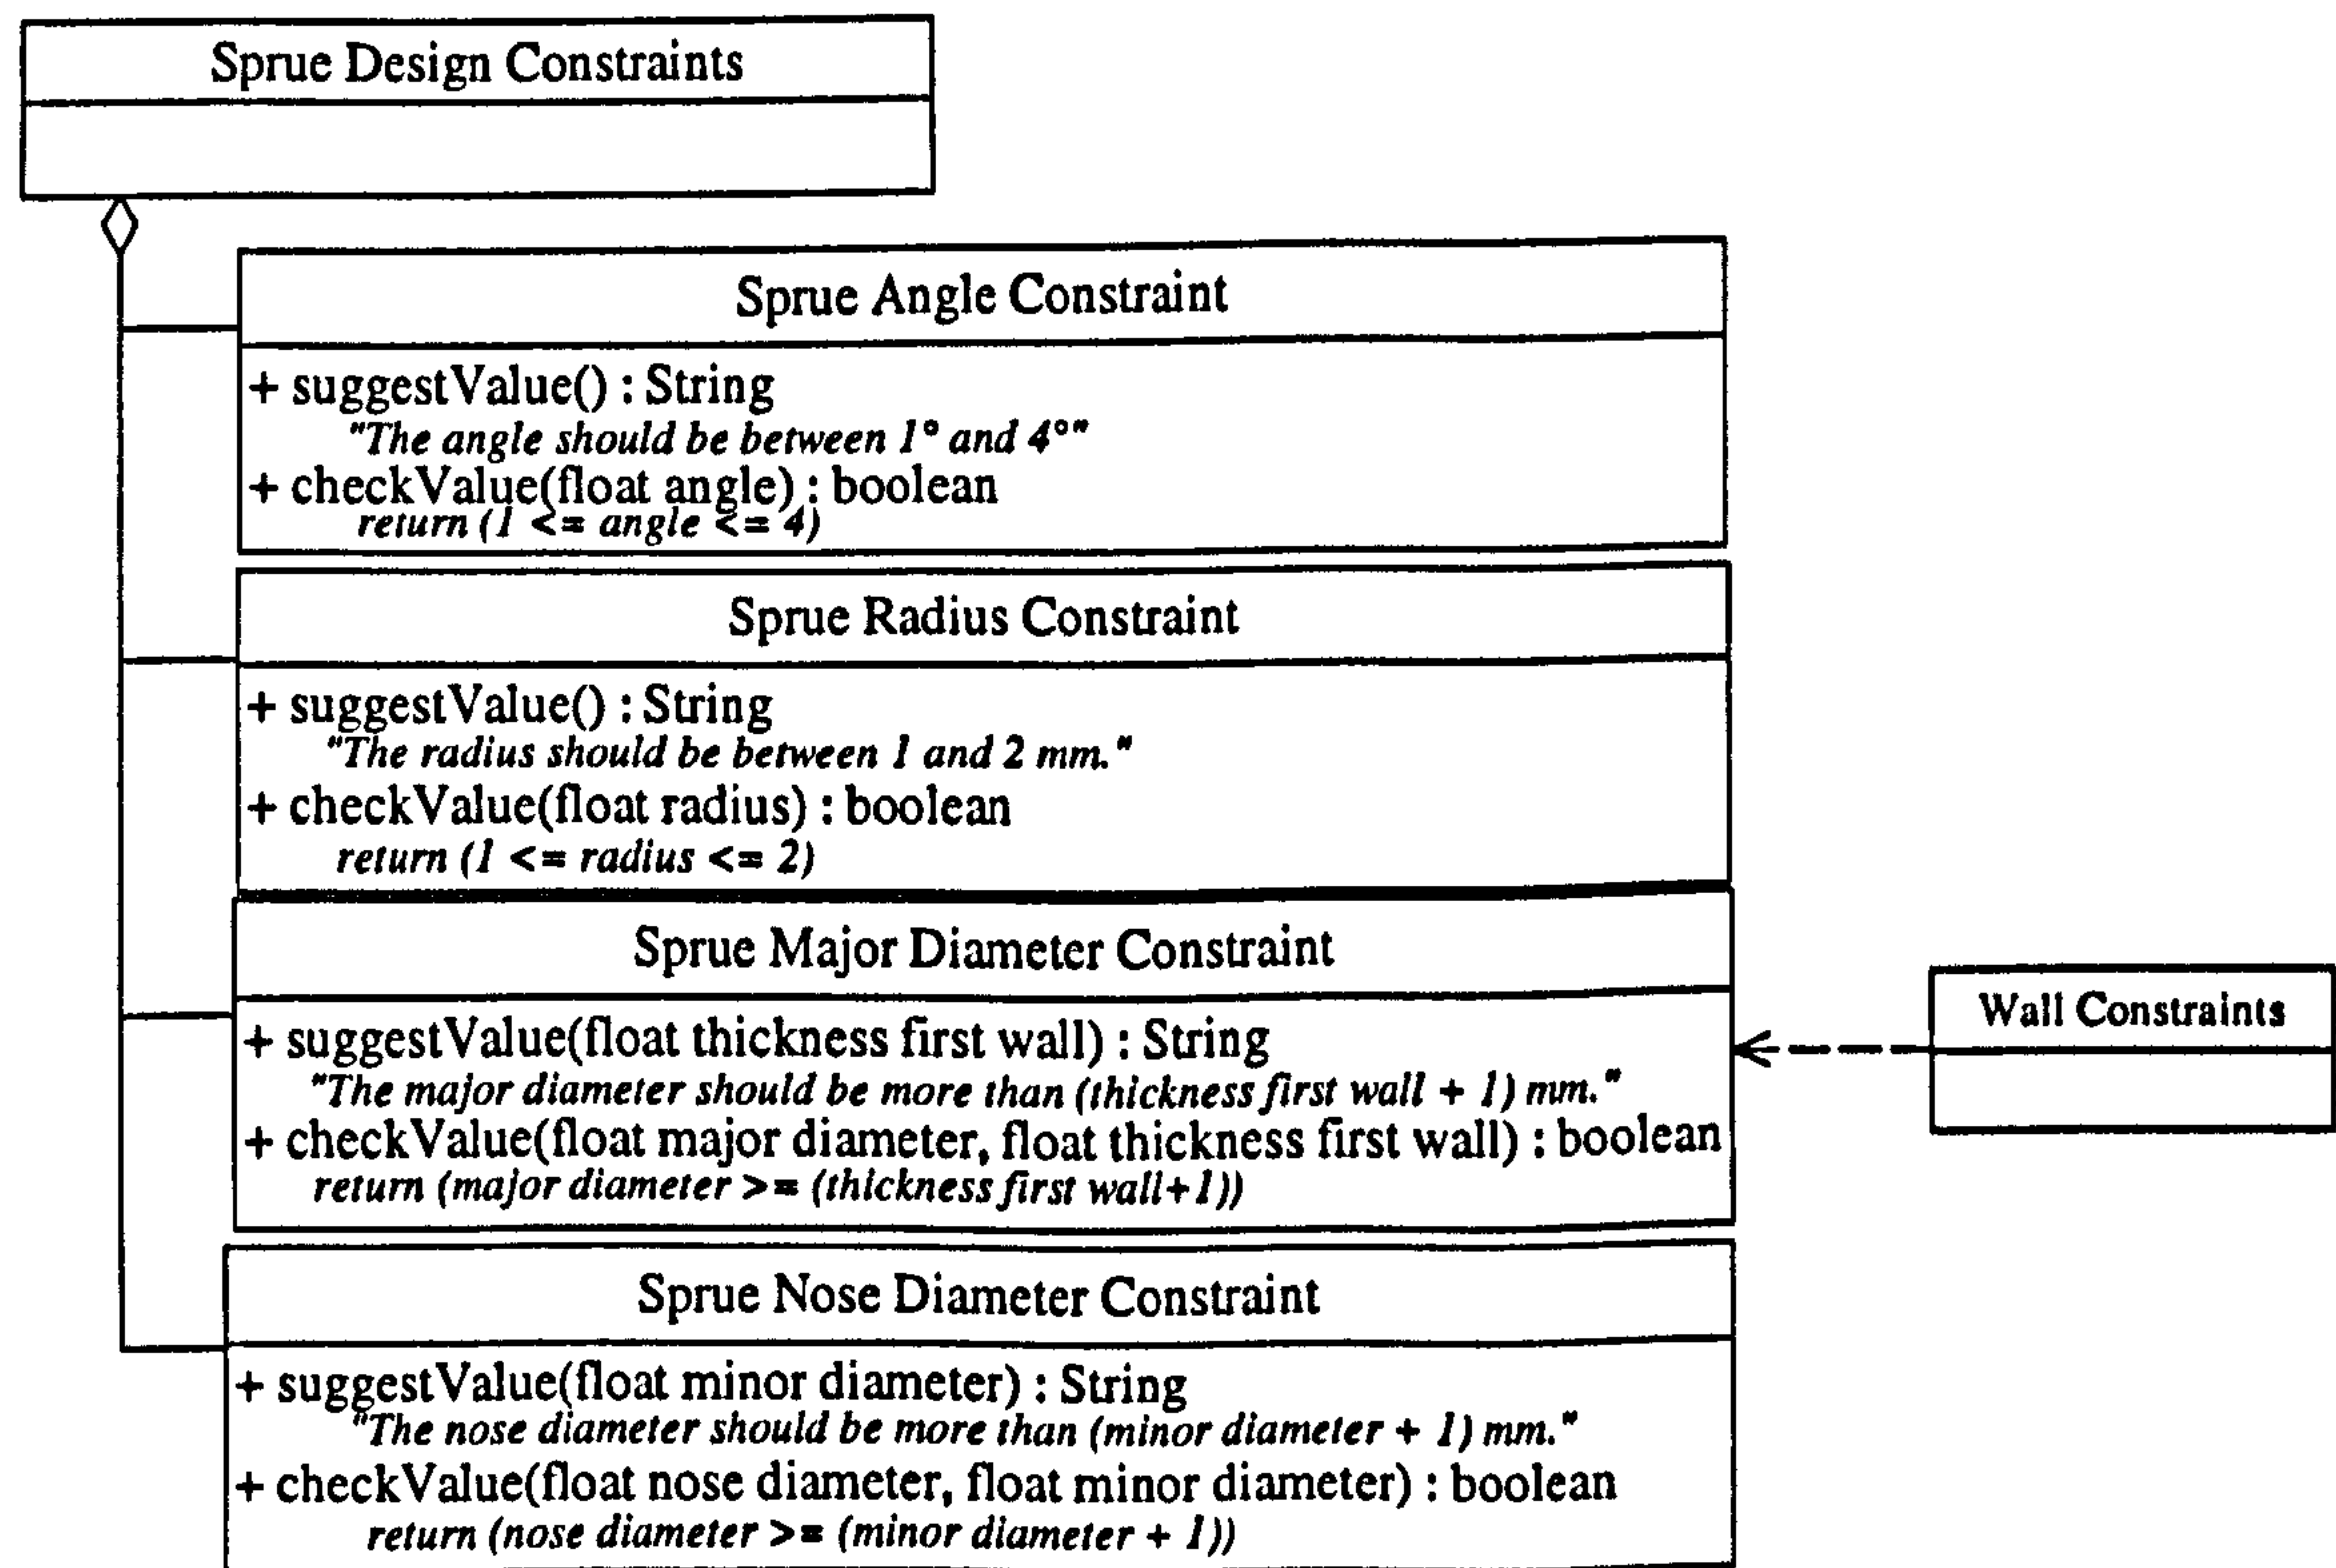 Sprue Design Constraints
Sprue Angle Constraint
+ suggestValue() : String
"The angle should be between 1° and 4°"
+ checkValue(float angle) : boolean
return (1 <= angle <= 4)
Sprue Radius Constraint
+ suggestValue() : String
"The radius should be between 1 and 2 mm."
+ checkValue(float radius) : boolean
return (1 <= radius <= 2)
Sprue Major Diameter Constraint
+ suggestValue(float thickness first wall) : String
"The major diameter should be more than (thickness first wall + 1) mm."
+ checkValue(float major diameter, float thickness first wall) : boolean
return (major diameter >= (thickness first wall+1))
Wall Constraints
Sprue Nose Diameter Constraint
+ suggestValue(float minor diameter) : String
"The nose diameter should be more than (minor diameter + 1) mm."
+ checkValue(float nose diameter, float minor diameter) : boolean
return (nose diameter >= (minor diameter + 1))